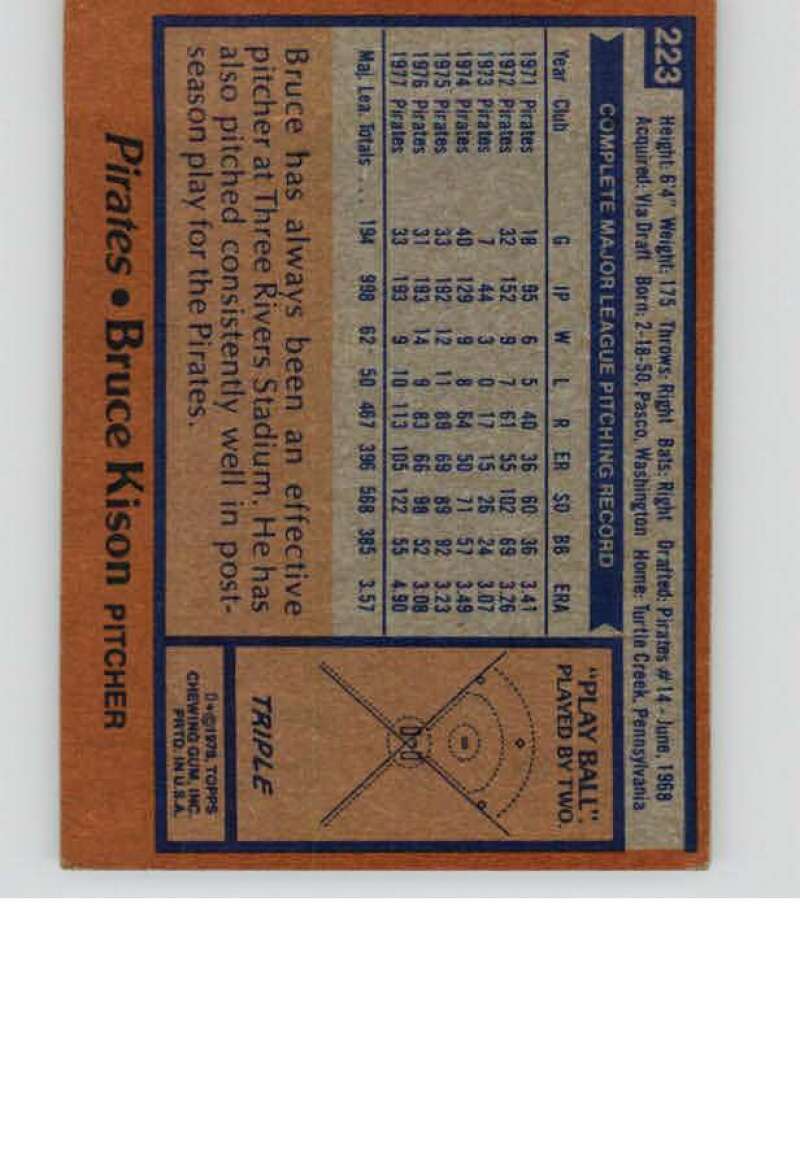 223
Height: 6'4" Weight: 175 Throws: Right Bats: Right Drafted: Pirates #14-June, 1968
Acquired: Via Draft Born: 2-18-50, Pasco, Washington Home: Turtle Creek, Pennsylvania
COMPLETE MAJOR LEAGUE PITCHING RECORD
Year Club G IP W L R ER SO BB ERA
1971 Pirates 18 95 6 5 40 36 60 36 3.41
1972 Pirates 32 152 9 7 61 55 102 69 3.26
1973 Pirates 7 44 3 0 17 15 26 24 3.07
1974 Pirates 40 129 9 8 64 50 71 57 3.49
1975 Pirates 33 192 12 11 88 69 89 92 3.23
1976 Pirates 31 193 14 9 83 66 98 52 3.08
1977 Pirates 33 193 9 10 113 105 122 55 4.90
Maj. Lea. Totals ... 194 998 62 50 467 396 568 385 3.57
Bruce has always been an effective
pitcher at Three Rivers Stadium. He has
also pitched consistently well in post-
season play for the Pirates.
"PLAY BALL".
PLAYED BY TWO.
TRIPLE
D*©1978, TOPPS
CHEWING GUM, INC.
PRTD. IN U.S.A.
Pirates • Bruce Kison PITCHER